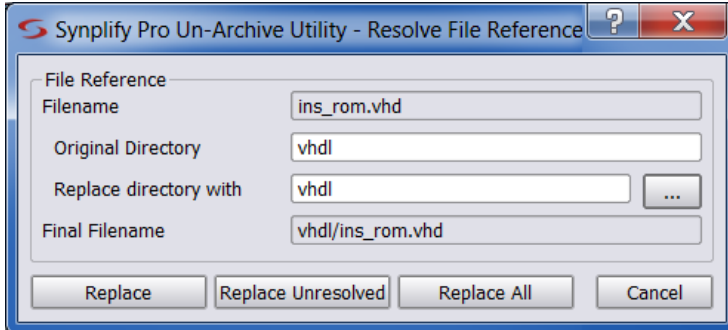 Synplify Pro Un-Archive Utility - Resolve File Reference
File Reference
Filename ins_rom.vhd
Original Directory vhdl
Replace directory with vhdl ...
Final Filename vhdl/ins_rom.vhd
Replace Replace Unresolved Replace All Cancel